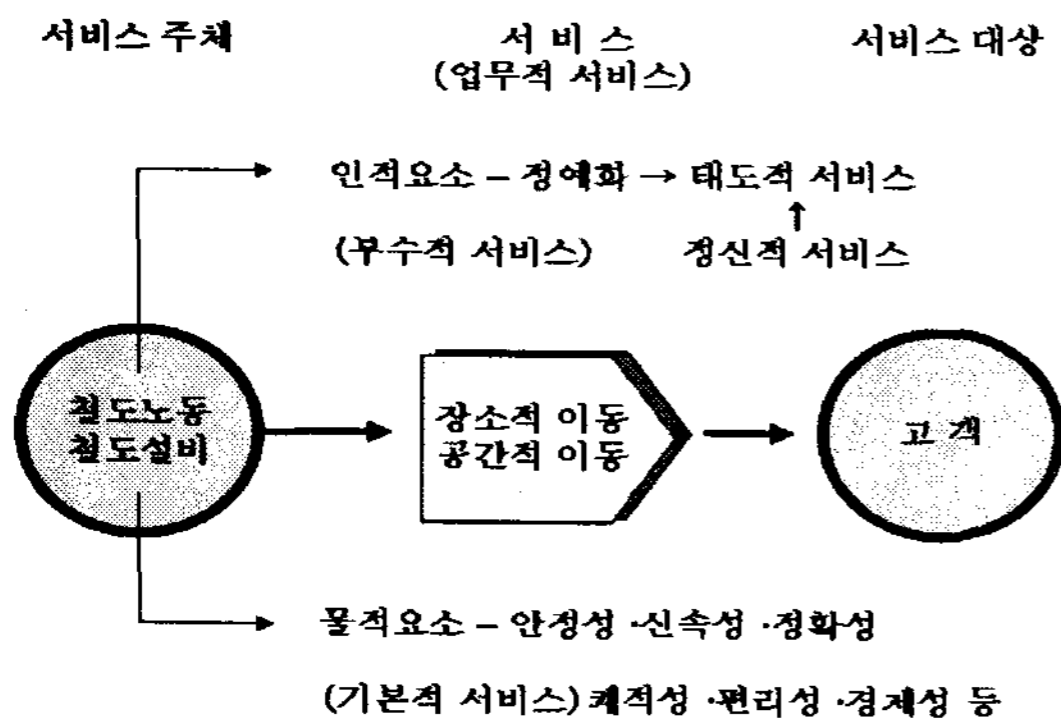 서비스 주체 서 비 스 서비스 대상
(업무적 서비스)
인적요소 – 정예화 → 태도적 서비스
↑
(부수적 서비스) 정신적 서비스
철도노동
철도설비
장소적 이동
공간적 이동
고 객
물적요소 – 안정성 ·신속성 ·정확성
(기본적 서비스) 쾌적성 ·편리성 ·경제성 등